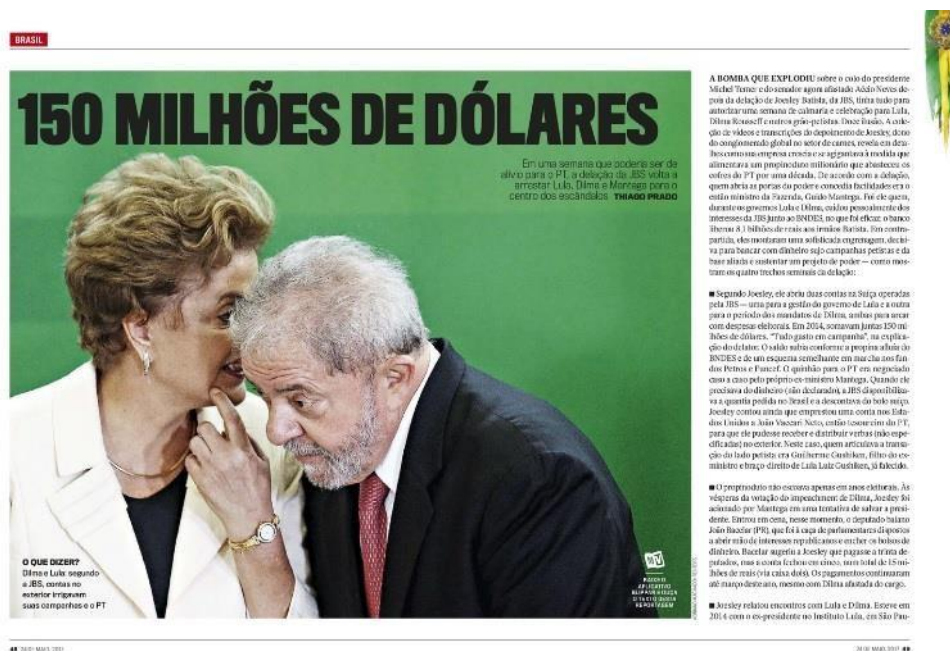 BRASIL
150 MILHÕES DE DÓLARES
Em uma semana que poderia ser de
alívio para o PT, a delação da JBS volta a
arrastar Lula, Dilma e Mantega para o
centro dos escândalos THIAGO PRADO
O QUE DIZER?
Dilma e Lula: segundo
a JBS, contas no
exterior irrigavam
suas campanhas e o PT
BAIXE O
APLICATIVO
BLIPPAR E OUÇA
O TEXTO DESTA
REPORTAGEM
A BOMBA QUE EXPLODIU sobre o colo do presidente
Michel Temer e do senador agora afastado Aécio Neves de-
pois da delação de Joesley Batista, da JBS, tinha tudo para
autorizar uma semana de calmaria e celebração para Lula,
Dilma Rousseff e outros grão-petistas. Doce ilusão. A cole-
ção de vídeos e transcrições do depoimento de Joesley, dono
do conglomerado global no setor de carnes, revela em deta-
lhes como sua empresa crescia e se agigantava à medida que
alimentava um propinoduto milionário que abasteceu os
cofres do PT por uma década. De acordo com a delação,
quem abria as portas do poder e concedia facilidades era o
então ministro da Fazenda, Guido Mantega. Foi ele quem,
durante os governos Lula e Dilma, cuidou pessoalmente dos
interesses da JBS junto ao BNDES, no que foi eficaz: o banco
liberou 8,1 bilhões de reais aos irmãos Batista. Em contra-
partida, eles montaram uma sofisticada engrenagem, decisi-
va para bancar com dinheiro sujo campanhas petistas e da
base aliada e sustentar um projeto de poder — como mos-
tram os quatro trechos seminais da delação:
■ Segundo Joesley, ele abriu duas contas na Suíça operadas
pela JBS — uma para a gestão do governo de Lula e a outra
para o período dos mandatos de Dilma, ambas para arcar
com despesas eleitorais. Em 2014, somavam juntas 150 mi-
lhões de dólares. "Tudo gasto em campanha", na explica-
ção do delator. O saldo subia conforme a propina afluía do
BNDES e de um esquema semelhante em marcha nos fun-
dos Petros e Funcef. O quinhão para o PT era negociado
caso a caso pelo próprio ex-ministro Mantega. Quando ele
precisava do dinheiro (não declarado), a JBS disponibiliza-
va a quantia pedida no Brasil e a descontava do bolo suíço.
Joesley contou ainda que emprestou uma conta nos Esta-
dos Unidos a João Vaccari Neto, então tesoureiro do PT,
para que ele pudesse receber e distribuir verbas (não espe-
cificadas) no exterior. Neste caso, quem articulava a transa-
ção do lado petista era Guilherme Gushiken, filho do ex-
ministro e braço-direito de Lula Luiz Gushiken, já falecido.
■ O propinoduto não escoava apenas em anos eleitorais. Às
vésperas da votação do impeachment de Dilma, Joesley foi
acionado por Mantega em uma tentativa de salvar a presi-
dente. Entrou em cena, nesse momento, o deputado baiano
João Bacelar (PR), que foi à caça de parlamentares dispostos
a abrir mão de interesses republicanos e encher os bolsos de
dinheiro. Bacelar sugeriu a Joesley que pagasse a trinta de-
putados, mas a conta fechou em cinco, num total de 15 mi-
lhões de reais (via caixa dois). Os pagamentos continuaram
até março deste ano, mesmo com Dilma afastada do cargo.
■ Joesley relatou encontros com Lula e Dilma. Esteve em
2014 com o ex-presidente no Instituto Lula, em São Pau-
48 24 DE MAIO, 2017
24 DE MAIO, 2017 49